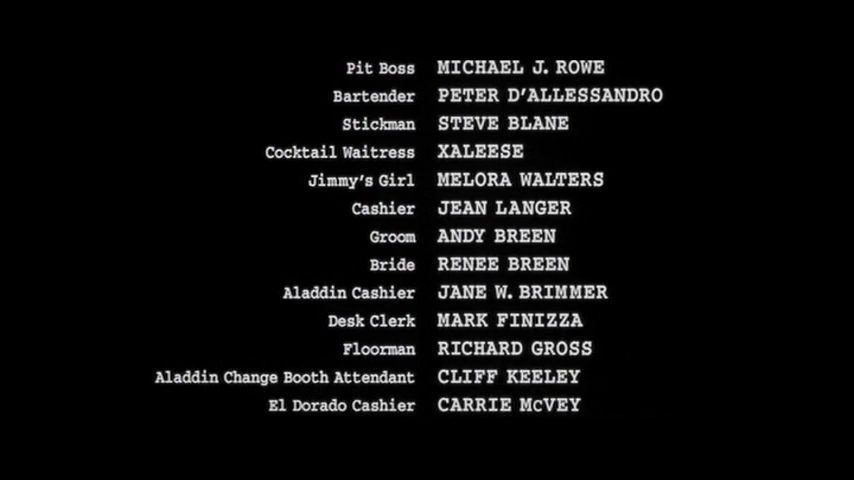 Pit Boss MICHAEL J. ROWE
Bartender PETER D'ALLESSANDRO
Stickman STEVE BLANE
Cocktail Waitress XALEESE
Jimmy's Girl MELORA WALTERS
Cashier JEAN LANGER
Groom ANDY BREEN
Bride RENEE BREEN
Aladdin Cashier JANE W. BRIMMER
Desk Clerk MARK FINIZZA
Floorman RICHARD GROSS
Aladdin Change Booth Attendant CLIFF KEELEY
El Dorado Cashier CARRIE McVEY